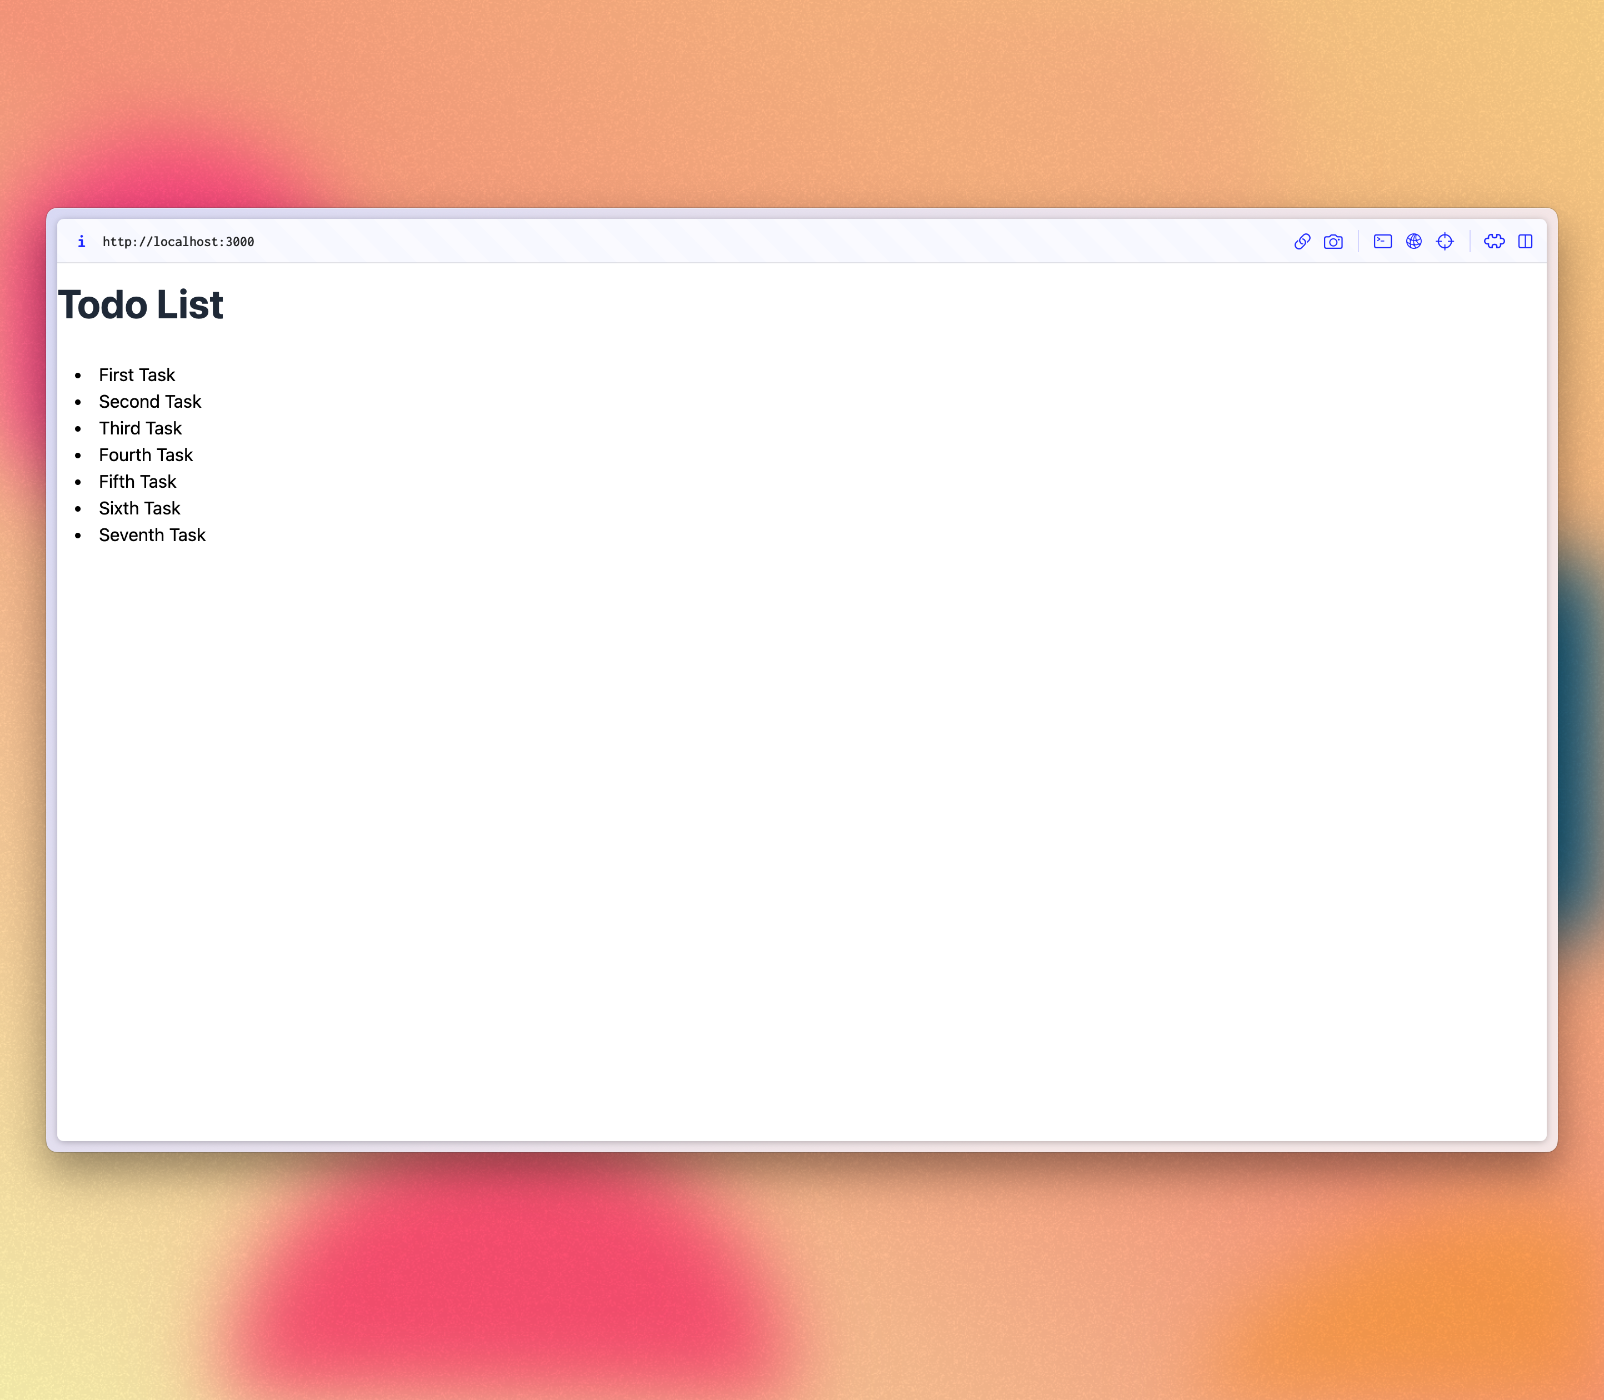 i http://localhost:3000
Todo List
• First Task
• Second Task
• Third Task
• Fourth Task
• Fifth Task
• Sixth Task
• Seventh Task